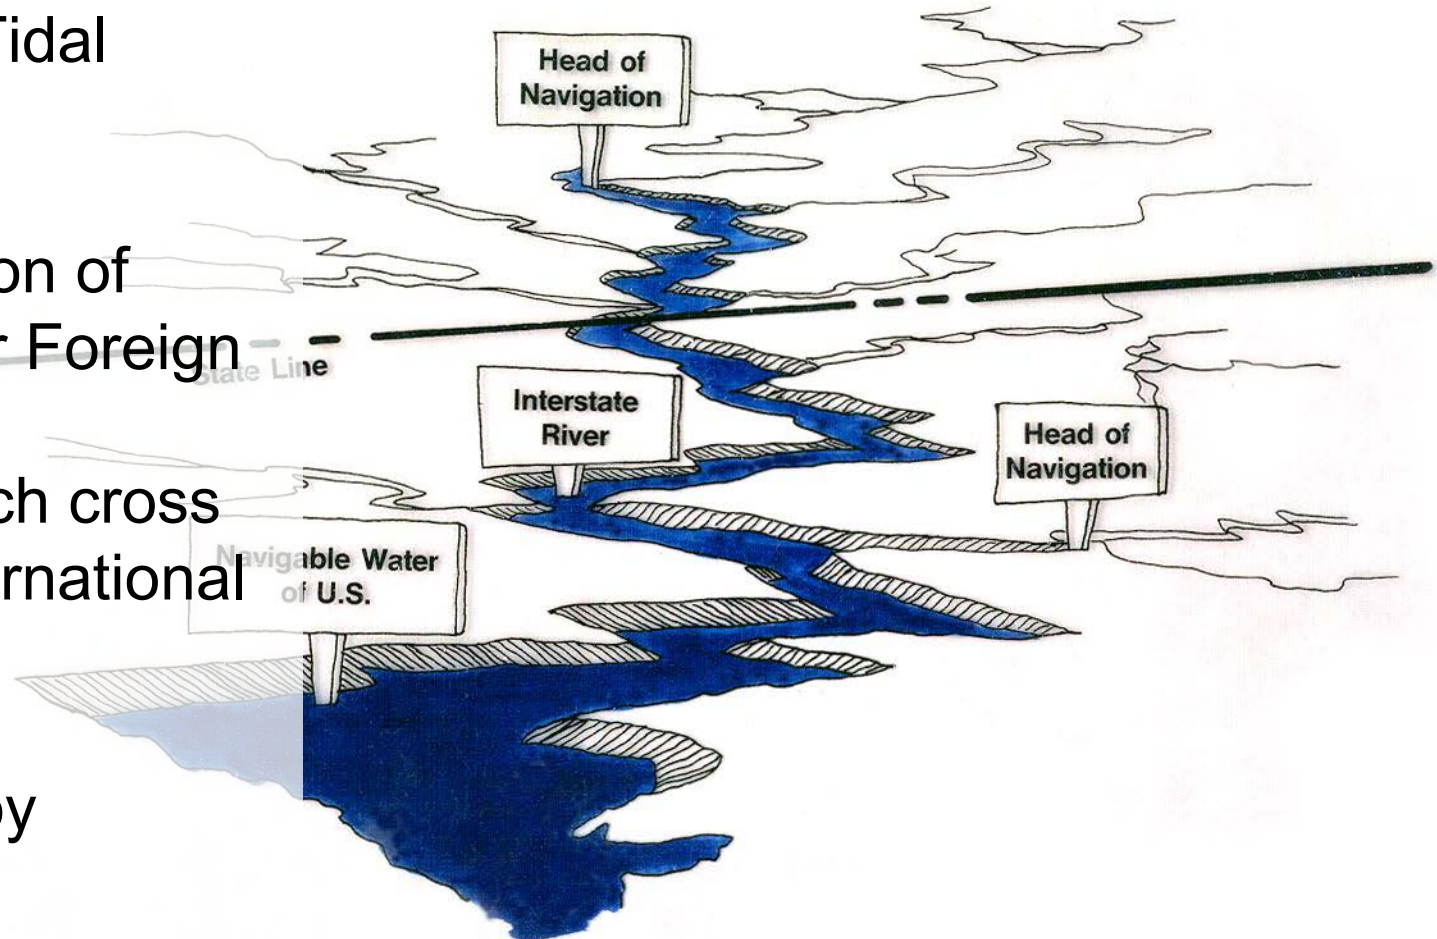 Tidal
on of
r Foreign
ch cross
rnational
by
Head of
Navigation
State Line
Interstate
River
Head of
Navigation
Navigable Water
of U.S.